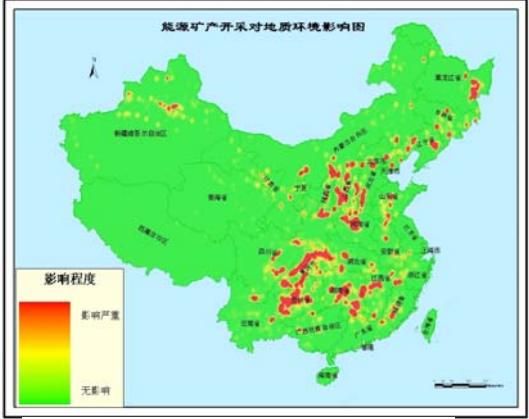 能源矿产开采对地质环境影响图
黑龙江省
吉林省
辽宁省
内蒙古自治区
新疆维吾尔自治区
北京市
天津市
河北省
山西省
山东省
甘肃省
宁夏
青海省
陕西省
河南省
江苏省
西藏自治区
四川省
湖北省
安徽省
上海市
浙江省
江西省
湖南省
贵州省
福建省
云南省
广西壮族自治区
广东省
台湾省
海南省
影响程度
影响严重
无影响